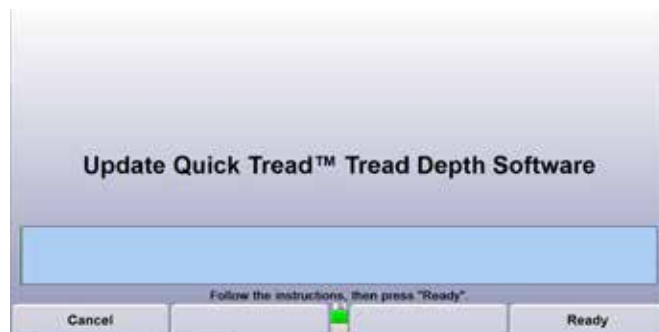 Update Quick Tread™ Tread Depth Software
Follow the instructions, then press "Ready".
Cancel
Ready